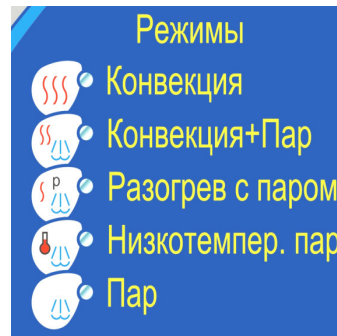 Режимы
Конвекция
Конвекция+Пар
р
Разогрев с паром
Низкотемпер. пар
Пар